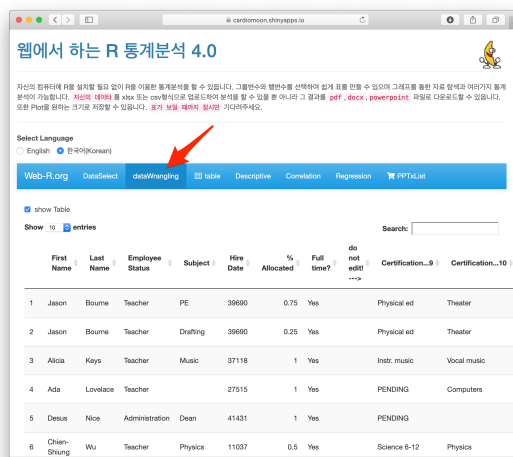 cardiomoon.shinyapps.io
웹에서 하는 R 통계분석 4.0
자신의 컴퓨터에 R을 설치할 필요 없이 R을 이용한 통계분석을 할 수 있습니다. 그룹변수와 행변수를 선택하여 쉽게 표를 만들 수 있으며 그래프를 통한 자료 탐색과 여러가지 통계
분석이 가능합니다. 자신의 데이타 를 xlsx 또는 csv형식으로 업로드하여 분석을 할 수 있을 뿐 아니라 그 결과를 pdf , docx , powerpoint 파일로 다운로드할 수 있습니다.
또한 Plot을 원하는 크기로 저장할 수 있습니다. 표가 보일 때까지 잠시만 기다려주세요.
Select Language
English 한국어(Korean)
Web-R.org DataSelect dataWrangling table Descriptive Correlation Regression PPTxList
show Table
Show 10 entries Search:
First Name Last Name Employee Status Subject Hire Date % Allocated Full time? do not edit! ---> Certification...9 Certification...10
1 Jason Bourne Teacher PE 39690 0.75 Yes Physical ed Theater
2 Jason Bourne Teacher Drafting 39690 0.25 Yes Physical ed Theater
3 Alicia Keys Teacher Music 37118 1 Yes Instr. music Vocal music
4 Ada Lovelace Teacher 27515 1 Yes PENDING Computers
5 Desus Nice Administration Dean 41431 1 Yes PENDING
6 Chien-Shiung Wu Teacher Physics 11037 0.5 Yes Science 6-12 Physics